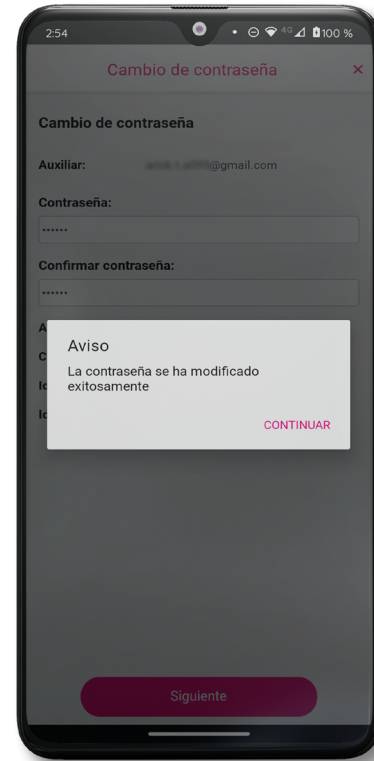 2:54
4G 100 %
Cambio de contraseña ×
Cambio de contraseña
Auxiliar: @gmail.com
Contraseña:
••••••
Confirmar contraseña:
••••••
Aviso
La contraseña se ha modificado
exitosamente
CONTINUAR
Siguiente